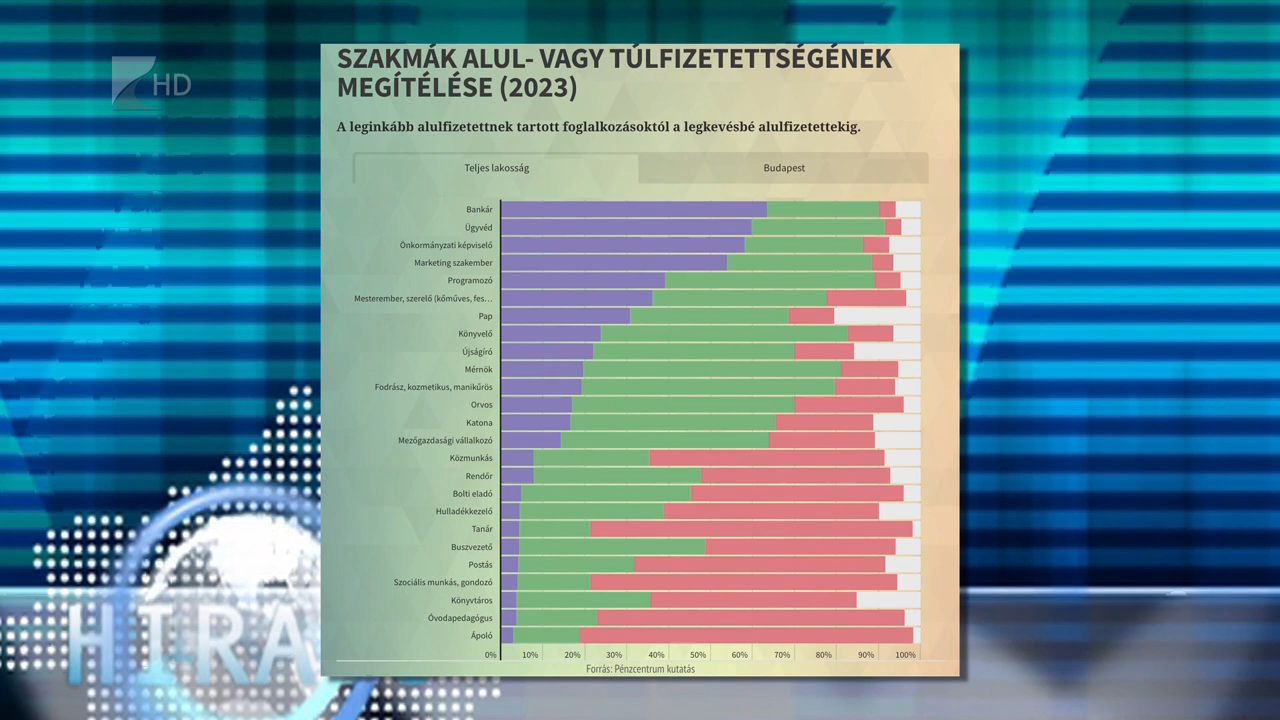 HD
SZAKMÁK ALUL- VAGY TÚLFIZETETTSÉGÉNEK
MEGÍTÉLÉSE (2023)
A leginkább alulfizetettnek tartott foglalkozásoktól a legkevésbé alulfizetettekig.
Teljes lakosság
Budapest
Bankár
Ügyvéd
Önkormányzati képviselő
Marketing szakember
Programozó
Mesterember, szerelő (kőműves, fes…
Pap
Könyvelő
Újságíró
Mérnök
Fodrász, kozmetikus, manikűrös
Orvos
Katona
Mezőgazdasági vállalkozó
Közmunkás
Rendőr
Bolti eladó
Hulladékkezelő
Tanár
Buszvezető
Postás
Szociális munkás, gondozó
Könyvtáros
Óvodapedagógus
Ápoló
0% 10% 20% 30% 40% 50% 60% 70% 80% 90% 100%
Forrás: Pénzcentrum kutatás
HÍRA